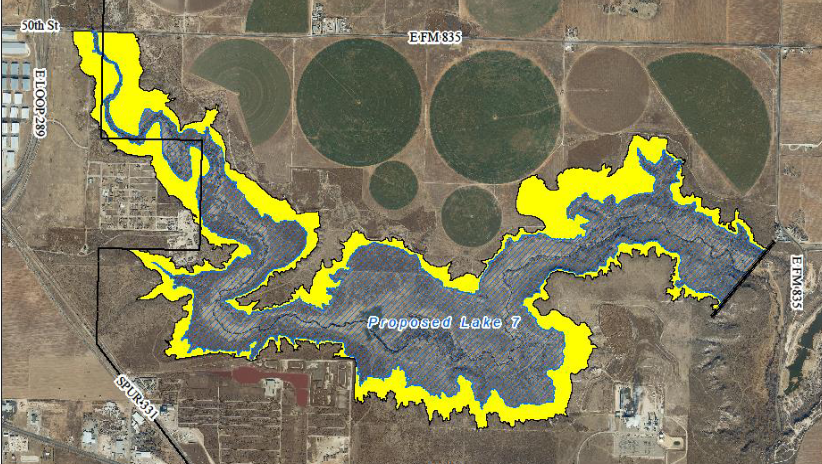 50th St
E FM 835
E LOOP 289
E FM 835
Proposed Lake 7
SPUR 331